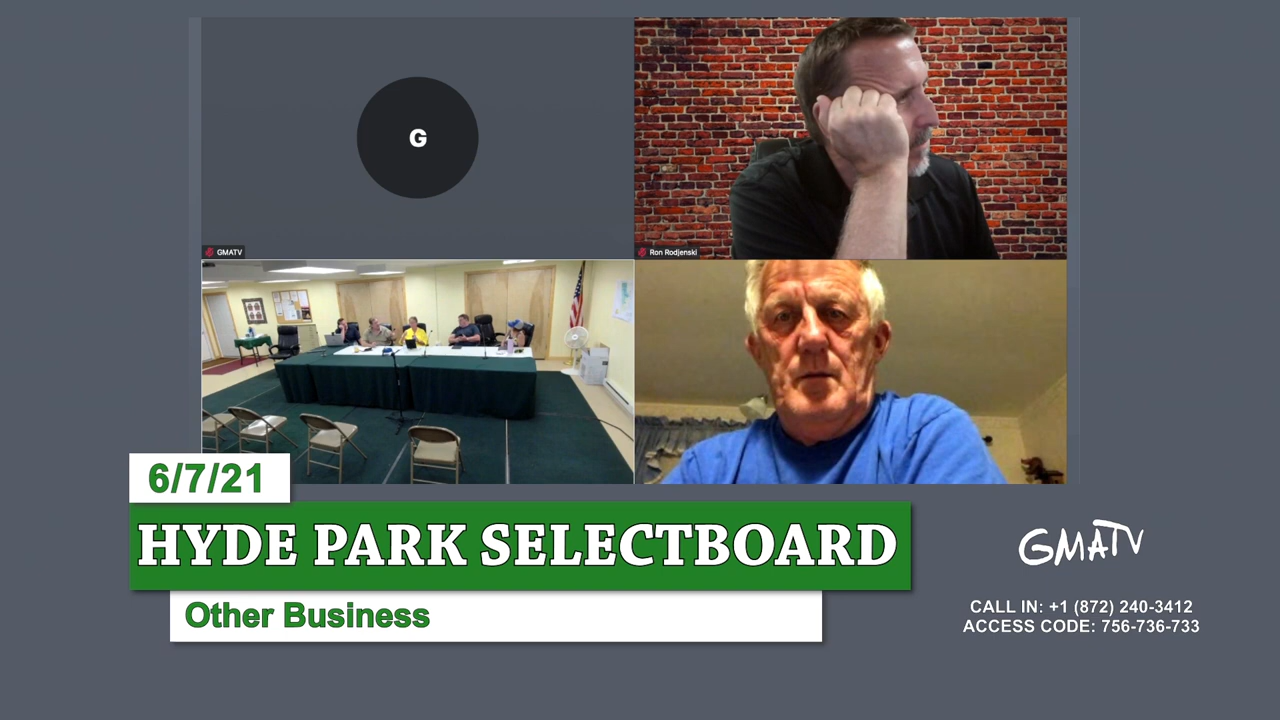 G
GMATV
Ron Rodjenski
6/7/21
HYDE PARK SELECTBOARD
Other Business
GMATV
CALL IN: +1 (872) 240-3412
ACCESS CODE: 756-736-733